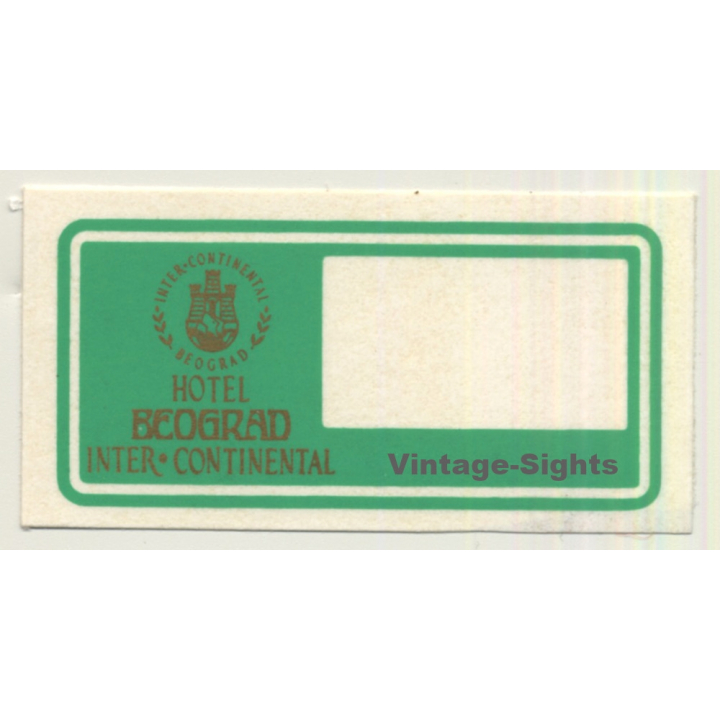 INTER-CONTINENTAL
BEOGRAD
HOTEL
BEOGRAD
INTER•CONTINENTAL
Vintage-Sights